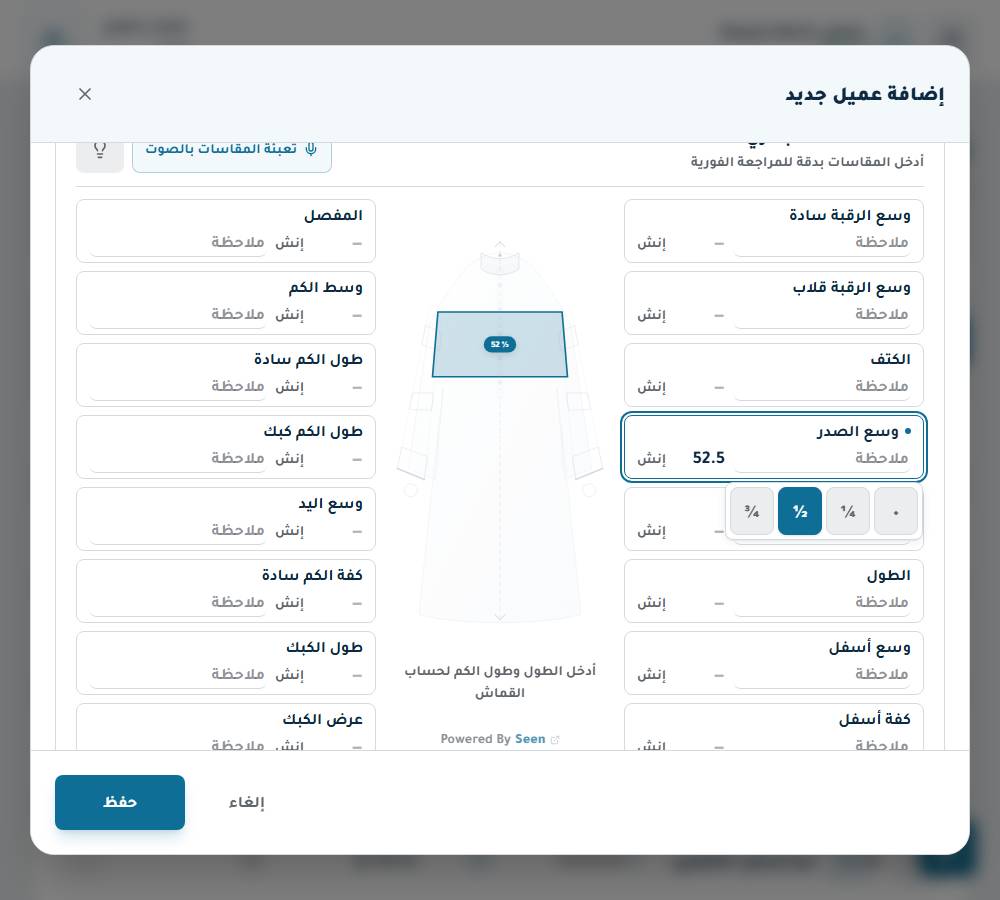 إضافة عميل جديد
تعبئة المقاسات بالصوت
أدخل المقاسات بدقة للمراجعة الفورية
وسع الرقبة سادة
ملاحظة – إنش
وسع الرقبة قلاب
ملاحظة – إنش
الكتف
ملاحظة – إنش
وسع الصدر
ملاحظة 52.5 إنش
¼ ½ ¾
– إنش
الطول
ملاحظة – إنش
وسع أسفل
ملاحظة – إنش
كفة أسفل
ملاحظة – إنش
52 ½
أدخل الطول وطول الكم لحساب
القماش
Powered By Seen
المفصل
– إنش ملاحظة
وسط الكم
– إنش ملاحظة
طول الكم سادة
– إنش ملاحظة
طول الكم كبك
– إنش ملاحظة
وسع اليد
– إنش ملاحظة
كفة الكم سادة
– إنش ملاحظة
طول الكبك
– إنش ملاحظة
عرض الكبك
– إنش ملاحظة
إلغاء
حفظ